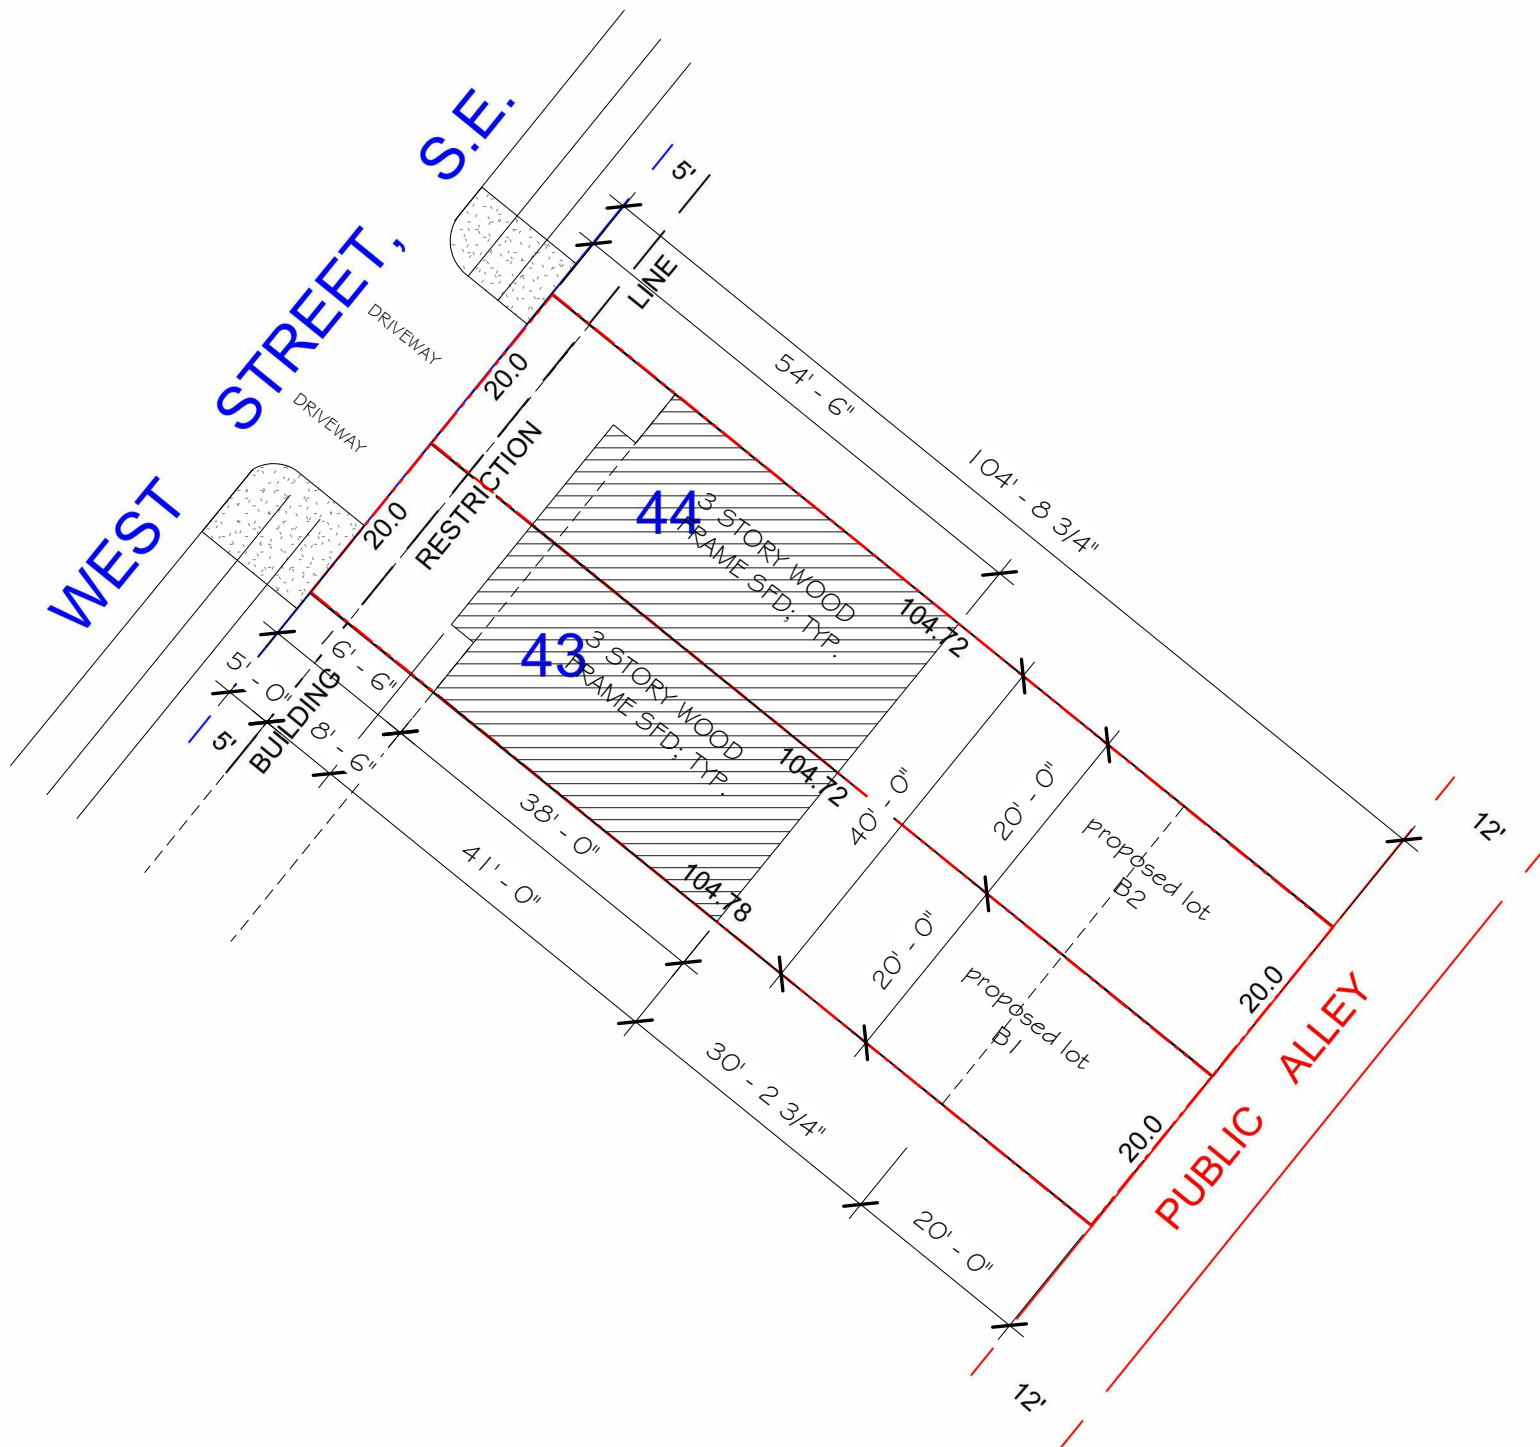 WEST STREET, S.E.
5'
LINE
DRIVEWAY
DRIVEWAY
20.0
20.0
RESTRICTION
BUILDING
54' - 6"
104' - 8 3/4"
44
3 STORY WOOD
FRAME SFD; TYP.
43
3 STORY WOOD
FRAME SFD; TYP.
104.72
104.72
104.78
16' - 6"
5' - 0"
8' - 6"
5'
38' - 0"
41' - 0"
40' - 0"
20' - 0"
20' - 0"
proposed lot
B2
proposed lot
B1
12'
20.0
20.0
PUBLIC ALLEY
30' - 2 3/4"
20' - 0"
12'